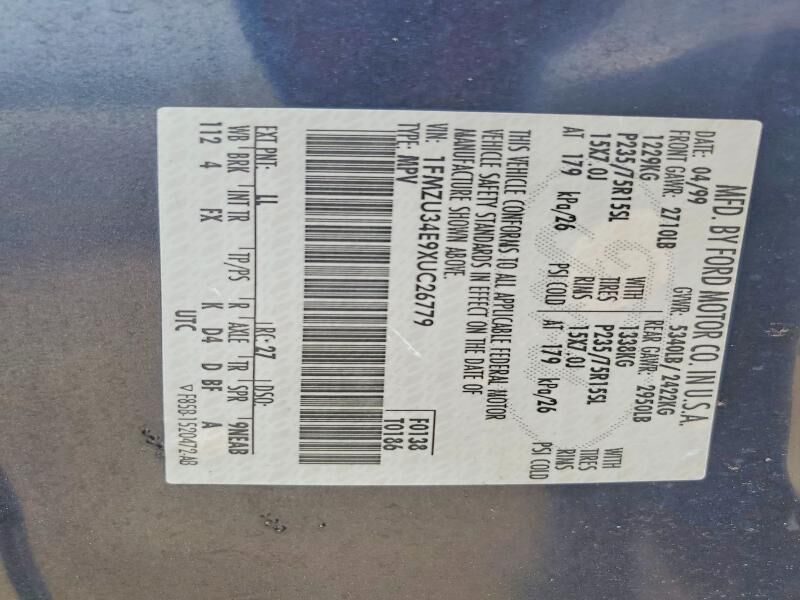 MFD. BY FORD MOTOR CO. IN U.S.A.
DATE: 04/99 GVWR: 5340LB/2422KG
FRONT GAWR: 2710LB REAR GAWR: 2950LB
1229KG WITH 1338KG WITH
P235/75R15SL TIRES P235/75R15SL TIRES
15X7.0J RIMS 15X7.0J RIMS
AT 179 kPa/26 PSI COLD AT 179 kPa/26 PSI COLD
THIS VEHICLE CONFORMS TO ALL APPLICABLE FEDERAL MOTOR
VEHICLE SAFETY STANDARDS IN EFFECT ON THE DATE OF
MANUFACTURE SHOWN ABOVE.
VIN: 1FMZU34E9XUC26779 F0138
TYPE: MPV T0186
EXT PNT: LL RC: 27 DSO:
WB BRK INT TR TP/PS R AXLE TR SPR 9NEAB
112 4 FX K D4 D BF A
UTC ▽ F85B-1520472-AB